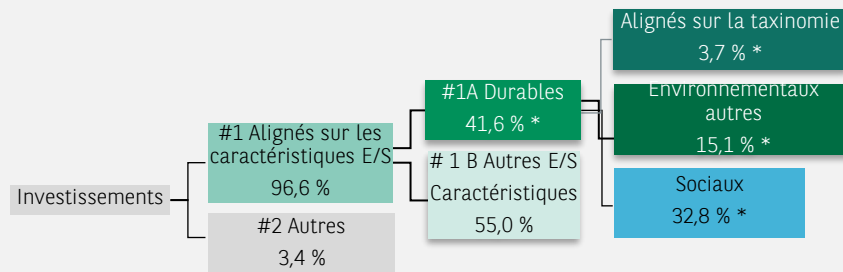 Investissements
#1 Alignés sur les
caractéristiques E/S
96,6 %
#2 Autres
3,4 %
#1A Durables
41,6 % *
# 1 B Autres E/S
Caractéristiques
55,0 %
Alignés sur la taxinomie
3,7 % *
Environnementaux
autres
15,1 % *
Sociaux
32,8 % *